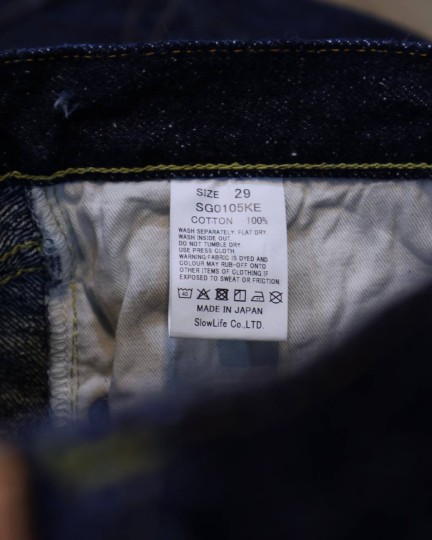 SIZE 29
SG0105KE
COTTON 100%
WASH SEPARATELY. FLAT DRY
WASH INSIDE OUT.
DO NOT TUMBLE DRY.
USE PRESS CLOTH.
WARNING:FABRIC IS DYED AND
COLOUR MAY RUB-OFF ONTO
OTHER ITEMS OF CLOTHING IF
EXPOSED TO SWEAT OR FRICTION.
MADE IN JAPAN
SlowLife Co.,LTD.